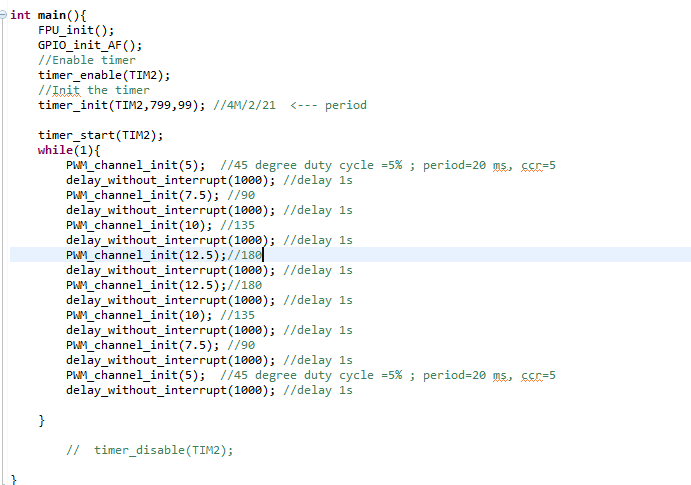 int main(){
FPU_init();
GPIO_init_AF();
//Enable timer
timer_enable(TIM2);
//Init the timer
timer_init(TIM2,799,99); //4M/2/21  <--- period
timer_start(TIM2);
while(1){
PWM_channel_init(5);  //45 degree duty cycle =5% ; period=20 ms, ccr=5
delay_without_interrupt(1000); //delay 1s
PWM_channel_init(7.5); //90
delay_without_interrupt(1000); //delay 1s
PWM_channel_init(10); //135
delay_without_interrupt(1000); //delay 1s
PWM_channel_init(12.5);//180
delay_without_interrupt(1000); //delay 1s
PWM_channel_init(12.5);//180
delay_without_interrupt(1000); //delay 1s
PWM_channel_init(10); //135
delay_without_interrupt(1000); //delay 1s
PWM_channel_init(7.5); //90
delay_without_interrupt(1000); //delay 1s
PWM_channel_init(5);  //45 degree duty cycle =5% ; period=20 ms, ccr=5
delay_without_interrupt(1000); //delay 1s
}
//  timer_disable(TIM2);
}